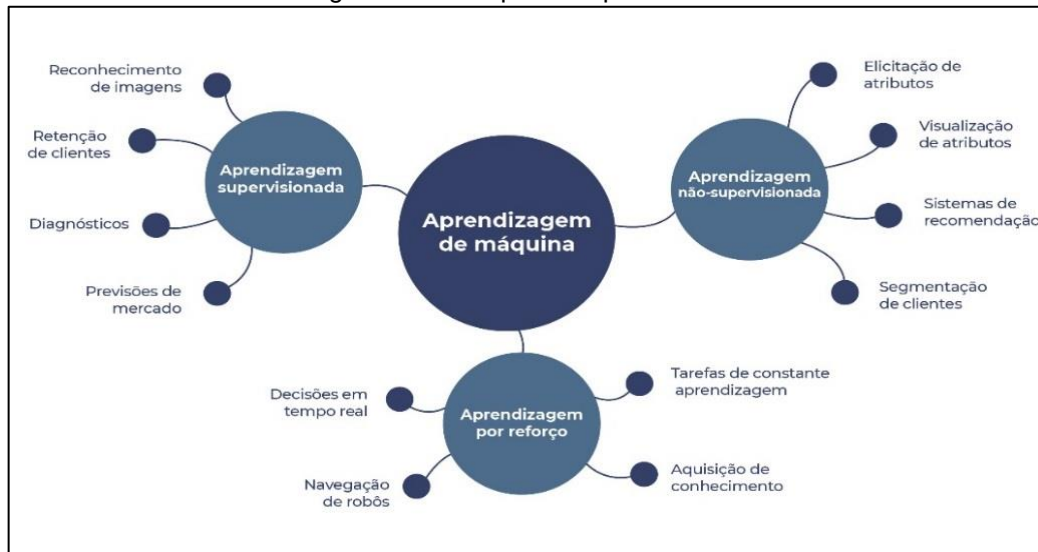 Reconhecimento
de imagens
Retenção
de clientes
Diagnósticos
Previsões de
mercado
Aprendizagem
supervisionada
Aprendizagem
de máquina
Aprendizagem
não-supervisionada
Elicitação de
atributos
Visualização
de atributos
Sistemas de
recomendação
Segmentação
de clientes
Decisões em
tempo real
Navegação
de robôs
Aprendizagem
por reforço
Tarefas de constante
aprendizagem
Aquisição de
conhecimento